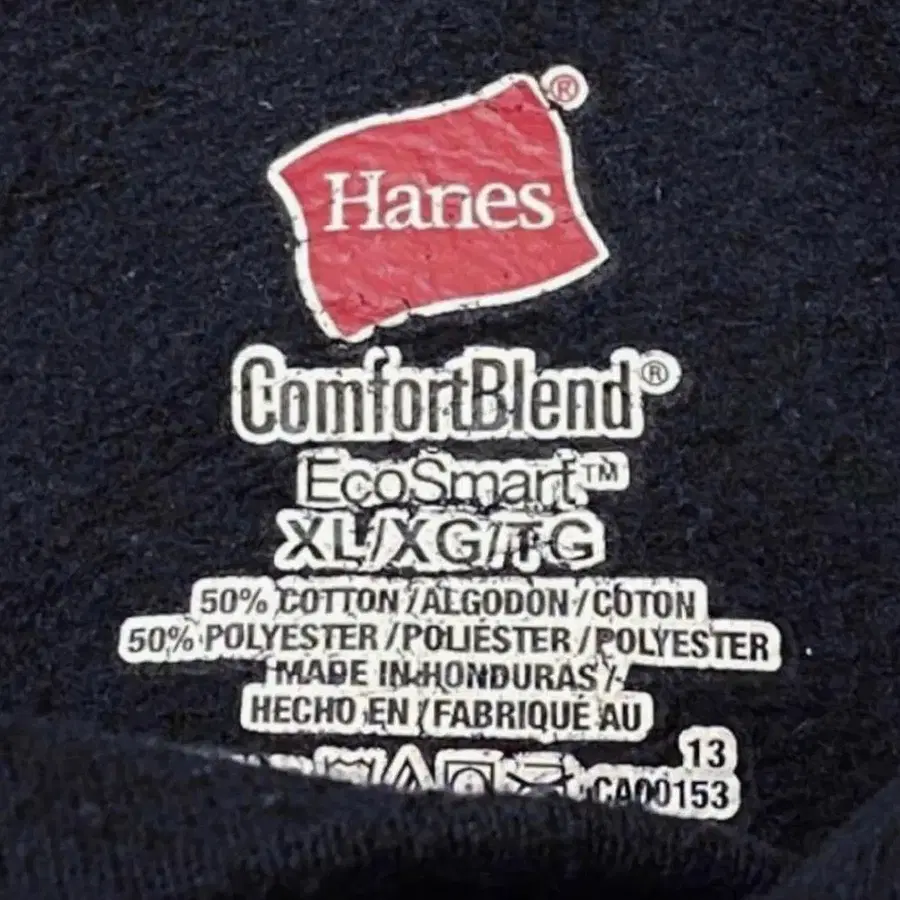 Hanes®
ComfortBlend®
EcoSmart™
XL/XG/TG
50% COTTON/ALGODON/COTON
50% POLYESTER/POLIESTER/POLYESTER
MADE IN HONDURAS/
HECHO EN/FABRIQUÉ AU
13
CA00153